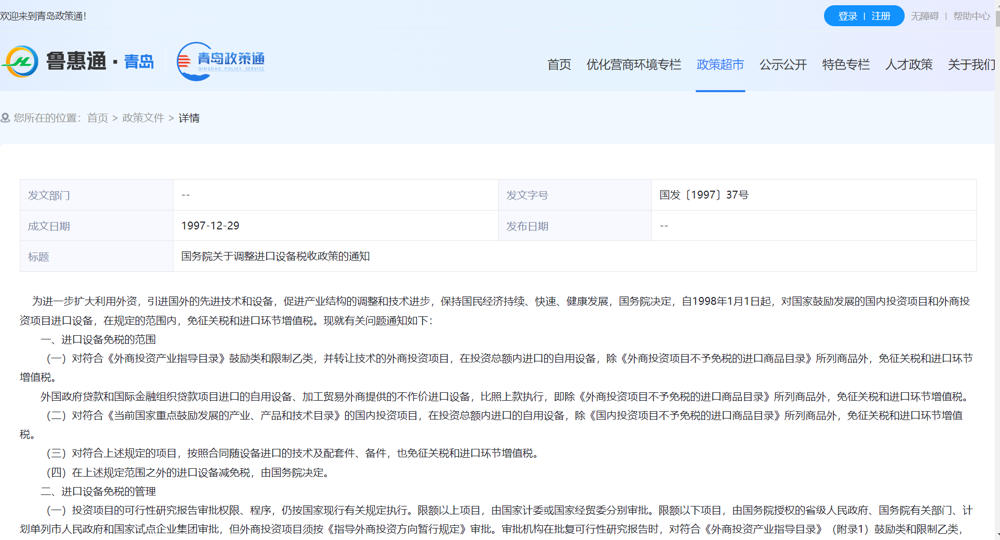 欢迎来到青岛政策通!
登录 | 注册 无障碍 | 帮助中心
鲁惠通·青岛 青岛政策通
QINGDAO POLICY SERVICE
首页 优化营商环境专栏 政策超市 公示公开 特色专栏 人才政策 关于我们
您所在的位置: 首页 > 政策文件 > 详情
发文部门 -- 发文字号 国发〔1997〕37号
成文日期 1997-12-29 发布日期 --
标题 国务院关于调整进口设备税收政策的通知
为进一步扩大利用外资，引进国外的先进技术和设备，促进产业结构的调整和技术进步，保持国民经济持续、快速、健康发展，国务院决定，自1998年1月1日起，对国家鼓励发展的国内投资项目和外商投
资项目进口设备，在规定的范围内，免征关税和进口环节增值税。现就有关问题通知如下：
一、进口设备免税的范围
（一）对符合《外商投资产业指导目录》鼓励类和限制乙类，并转让技术的外商投资项目，在投资总额内进口的自用设备，除《外商投资项目不予免税的进口商品目录》所列商品外，免征关税和进口环节
增值税。
外国政府贷款和国际金融组织贷款项目进口的自用设备、加工贸易外商提供的不作价进口设备，比照上款执行，即除《外商投资项目不予免税的进口商品目录》所列商品外，免征关税和进口环节增值税。
（二）对符合《当前国家重点鼓励发展的产业、产品和技术目录》的国内投资项目，在投资总额内进口的自用设备，除《国内投资项目不予免税的进口商品目录》所列商品外，免征关税和进口环节增值
税。
（三）对符合上述规定的项目，按照合同随设备进口的技术及配套件、备件，也免征关税和进口环节增值税。
（四）在上述规定范围之外的进口设备减免税，由国务院决定。
二、进口设备免税的管理
（一）投资项目的可行性研究报告审批权限、程序，仍按国家现行有关规定执行。限额以上项目，由国家计委或国家经贸委分别审批。限额以下项目，由国务院授权的省级人民政府、国务院有关部门、计
划单列市人民政府和国家试点企业集团审批，但外商投资项目须按《指导外商投资方向暂行规定》审批。审批机构在批复可行性研究报告时，对符合《外商投资产业指导目录》（附录1）鼓励类和限制乙类，